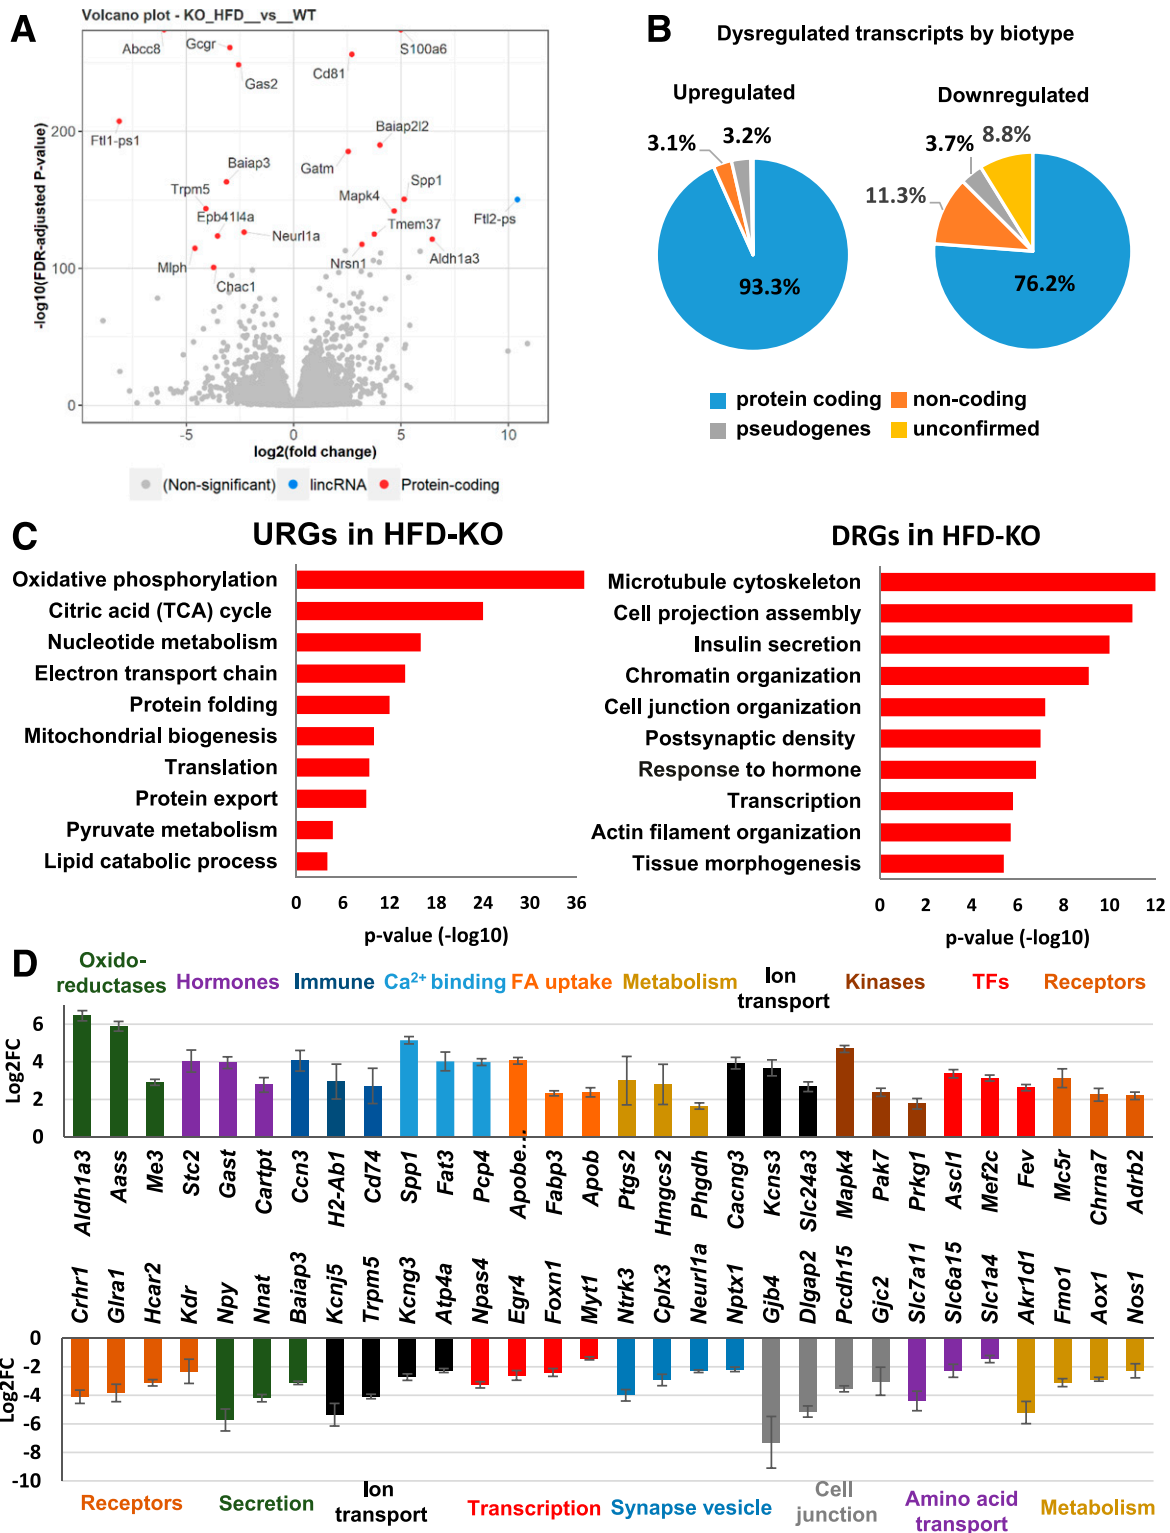 A
Volcano plot - KO_HFD__vs__WT
-log10(FDR-adjusted P-value)
200
100
0
Abcc8
Gcgr
Gas2
S100a6
Cd81
Ftl1-ps1
Baiap2l2
Gatm
Baiap3
Trpm5
Mapk4
Spp1
Ftl2-ps
Epb41l4a
Neurl1a
Tmem37
Mlph
Nrsn1
Aldh1a3
Chac1
-5
0
5
10
log2(fold change)
(Non-significant)
lincRNA
Protein-coding
B
Dysregulated transcripts by biotype
Upregulated
3.1%
3.2%
93.3%
Downregulated
3.7%
8.8%
11.3%
76.2%
protein coding
non-coding
pseudogenes
unconfirmed
C
URGs in HFD-KO
Oxidative phosphorylation
Citric acid (TCA) cycle
Nucleotide metabolism
Electron transport chain
Protein folding
Mitochondrial biogenesis
Translation
Protein export
Pyruvate metabolism
Lipid catabolic process
0 6 12 18 24 30 36
p-value (-log10)
DRGs in HFD-KO
Microtubule cytoskeleton
Cell projection assembly
Insulin secretion
Chromatin organization
Cell junction organization
Postsynaptic density
Response to hormone
Transcription
Actin filament organization
Tissue morphogenesis
0 2 4 6 8 10 12
p-value (-log10)
D
Oxido-
reductases
Hormones
Immune
Ca2+ binding
FA uptake
Metabolism
Ion
transport
Kinases
TFs
Receptors
Log2FC
6
4
2
0
Aldh1a3
Aass
Me3
Stc2
Gast
Cartpt
Ccn3
H2-Ab1
Cd74
Spp1
Fat3
Pcp4
Apobe...
Fabp3
Apob
Ptgs2
Hmgcs2
Phgdh
Cacng3
Kcns3
Slc24a3
Mapk4
Pak7
Prkg1
Ascl1
Mef2c
Fev
Mc5r
Chrna7
Adrb2
Crhr1
Glra1
Hcar2
Kdr
Npy
Nnat
Baiap3
Kcnj5
Trpm5
Kcng3
Atp4a
Npas4
Egr4
Foxn1
Myt1
Ntrk3
Cplx3
Neurl1a
Nptx1
Gjb4
Dlgap2
Pcdh15
Gjc2
Slc7a11
Slc6a15
Slc1a4
Akr1d1
Fmo1
Aox1
Nos1
Log2FC
0
-2
-4
-6
-8
-10
Receptors
Secretion
Ion
transport
Transcription
Synapse vesicle
Cell
junction
Amino acid
transport
Metabolism